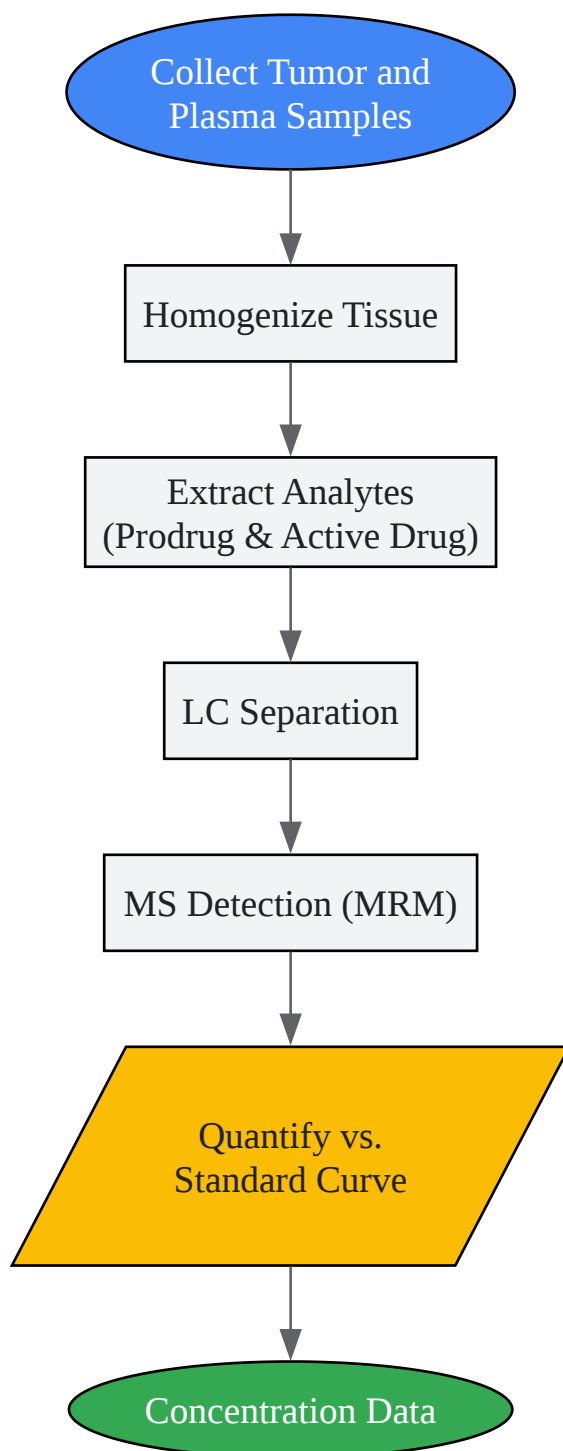 Collect Tumor and
Plasma Samples
Homogenize Tissue
Extract Analytes
(Prodrug & Active Drug)
LC Separation
MS Detection (MRM)
Quantify vs.
Standard Curve
Concentration Data